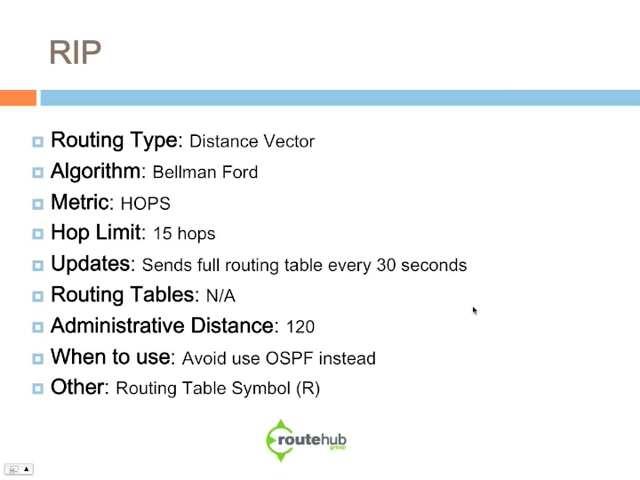 RIP
Routing Type: Distance Vector
Algorithm: Bellman Ford
Metric: HOPS
Hop Limit: 15 hops
Updates: Sends full routing table every 30 seconds
Routing Tables: N/A
Administrative Distance: 120
When to use: Avoid use OSPF instead
Other: Routing Table Symbol (R)
routehub
group